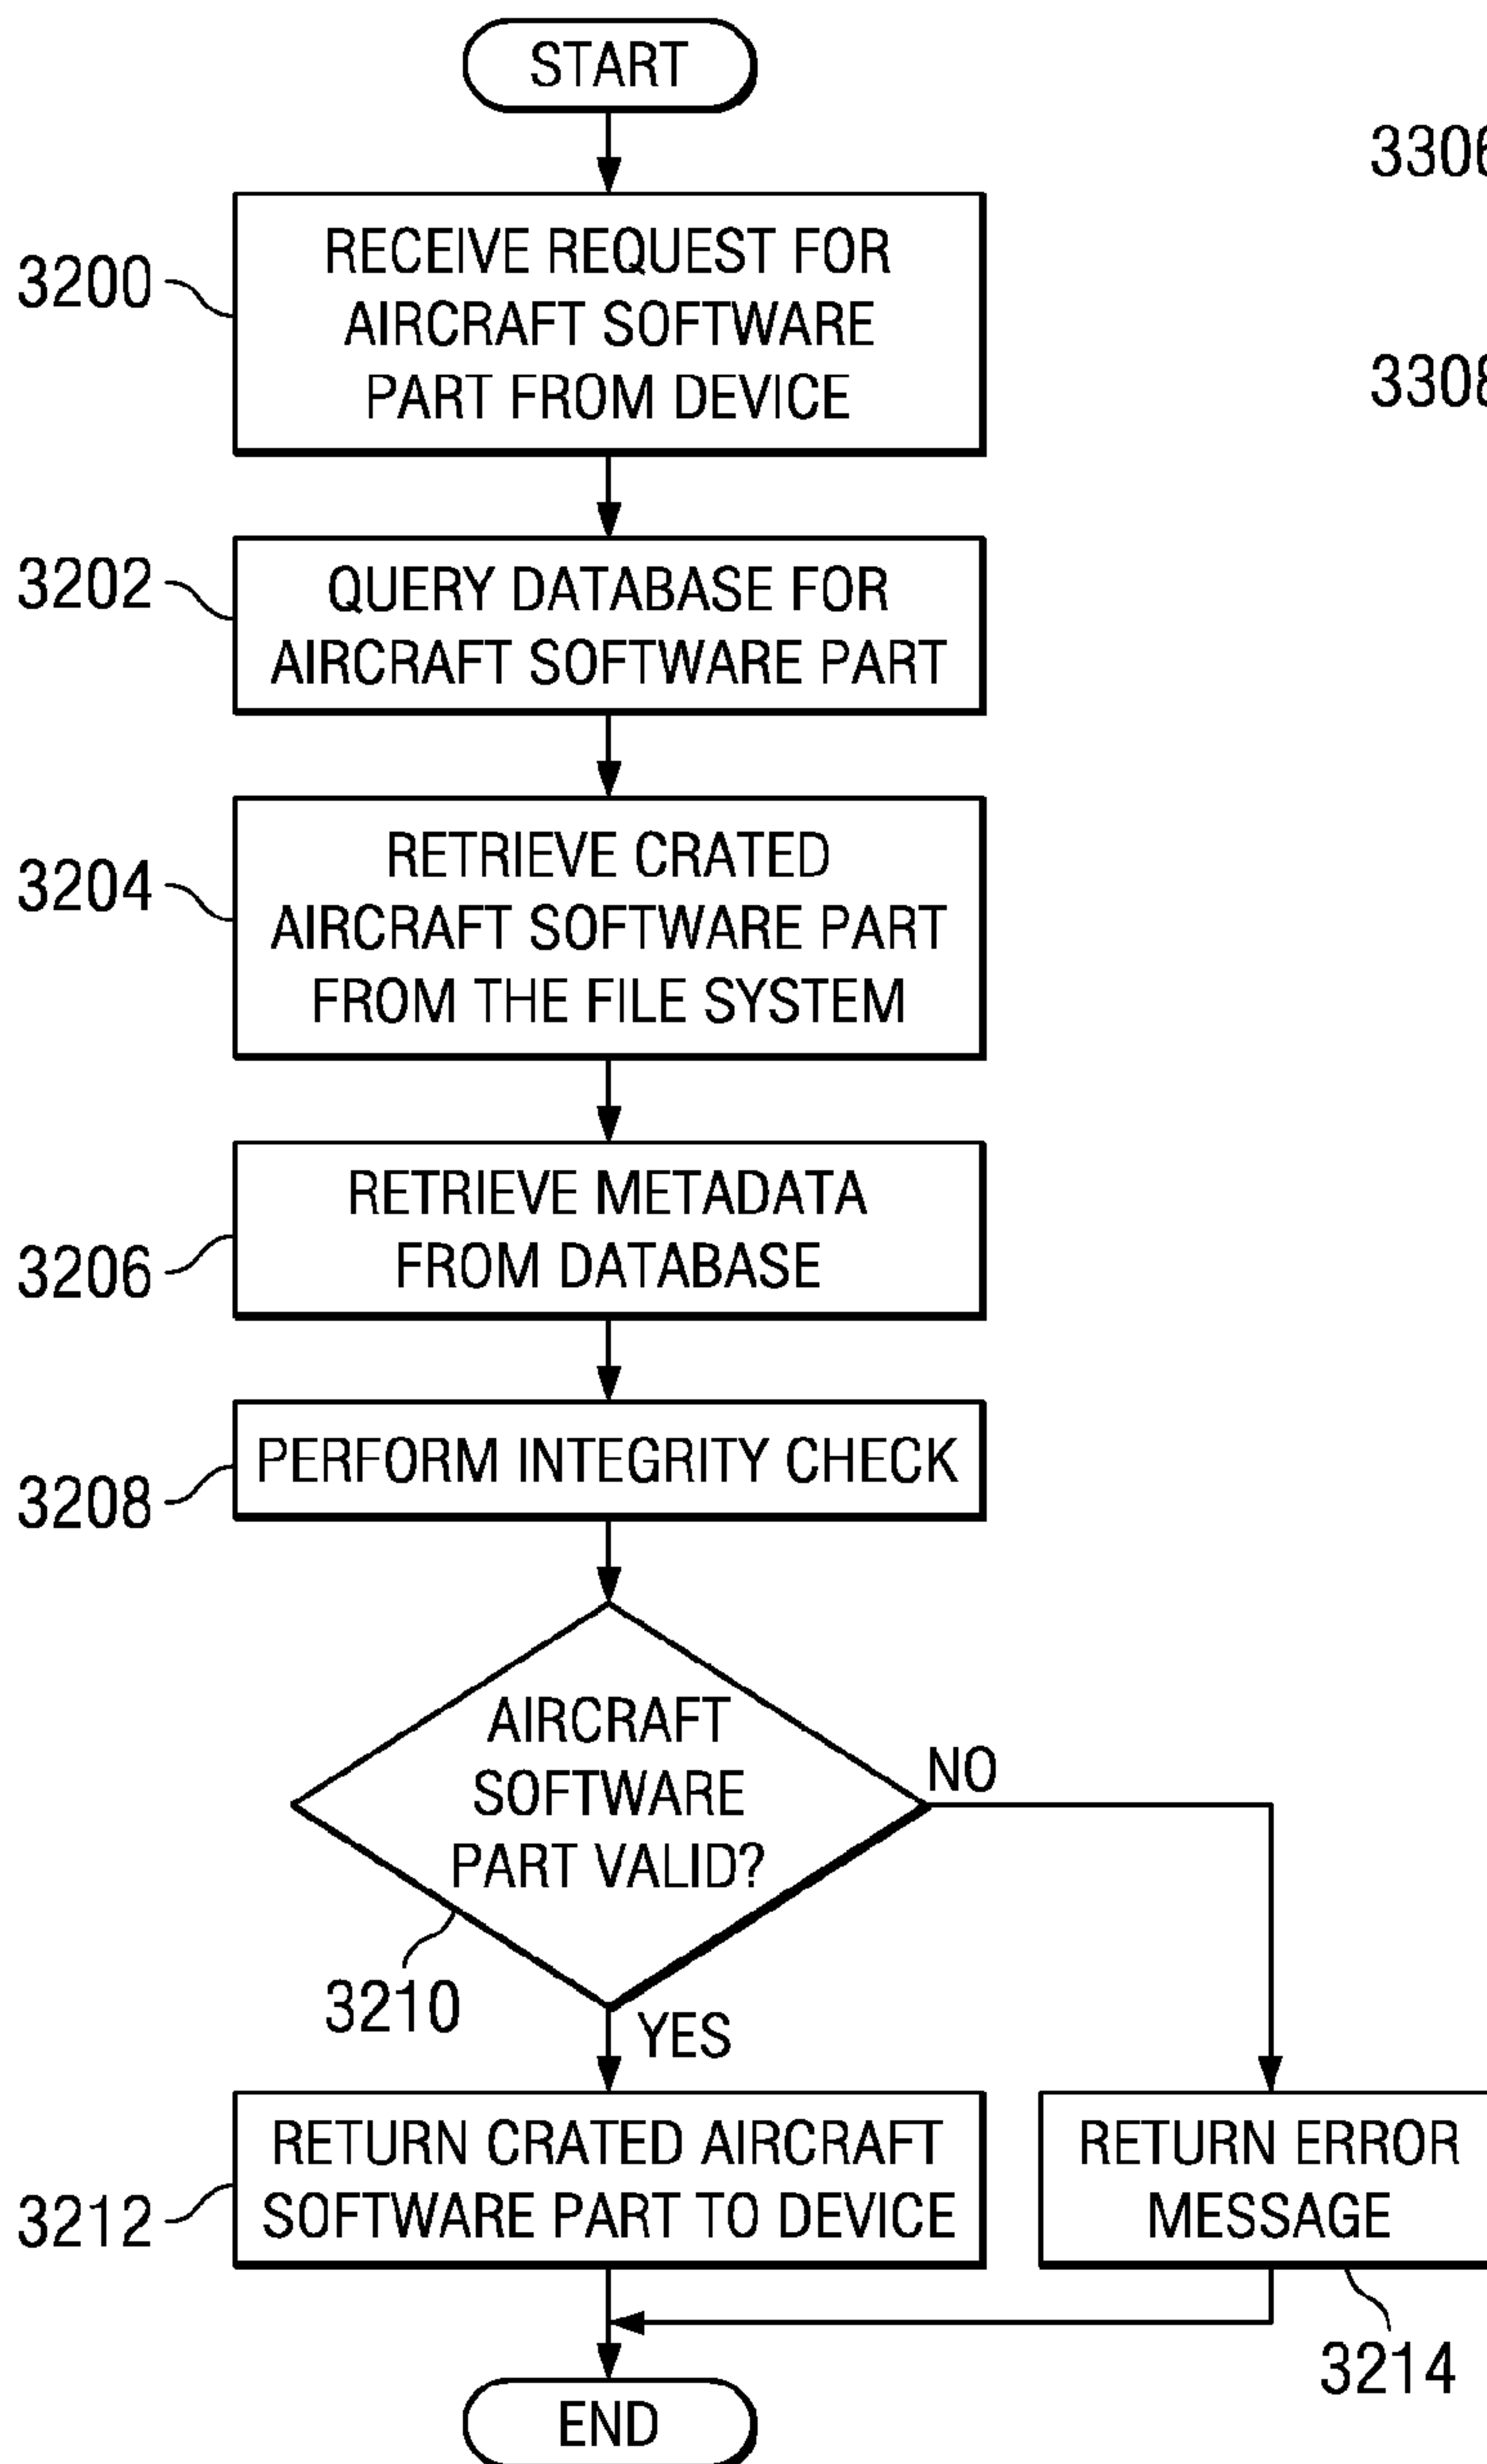 START
3200
RECEIVE REQUEST FOR
AIRCRAFT SOFTWARE
PART FROM DEVICE
3202
QUERY DATABASE FOR
AIRCRAFT SOFTWARE PART
3204
RETRIEVE CRATED
AIRCRAFT SOFTWARE PART
FROM THE FILE SYSTEM
3206
RETRIEVE METADATA
FROM DATABASE
3208
PERFORM INTEGRITY CHECK
AIRCRAFT
SOFTWARE
PART VALID?
NO
3210
YES
3212
RETURN CRATED AIRCRAFT
SOFTWARE PART TO DEVICE
RETURN ERROR
MESSAGE
3214
END
3306
3308